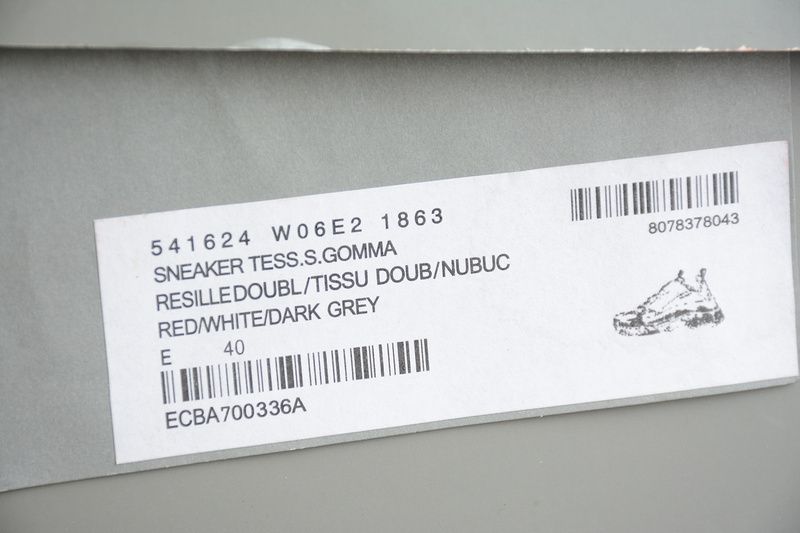 541624 W06E2 1863
SNEAKER TESS.S.GOMMA
RESILLEDOUBL/TISSU DOUB/NUBUC
RED/WHITE/DARK GREY
E 40
ECBA700336A
8078378043